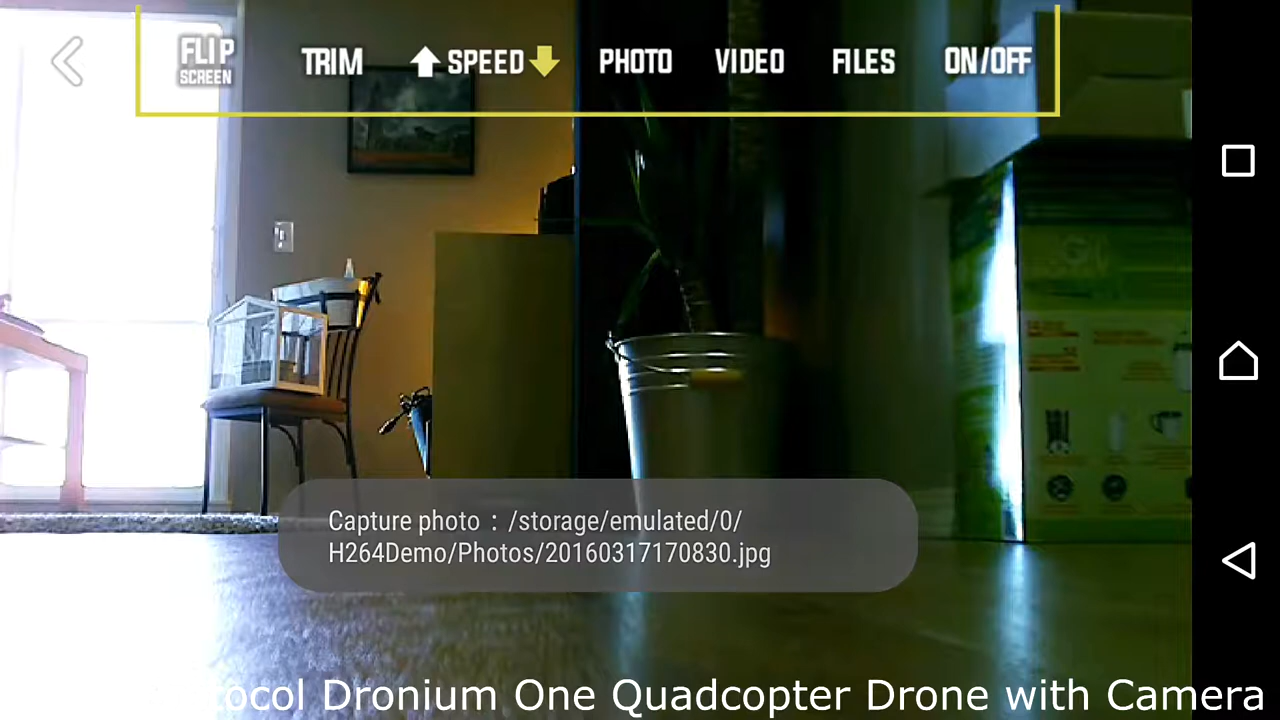 FLIP
SCREEN
TRIM
SPEED
PHOTO
VIDEO
FILES
ON/OFF
Capture photo : /storage/emulated/0/
H264Demo/Photos/20160317170830.jpg
Dronium One Quadcopter Drone with Camera